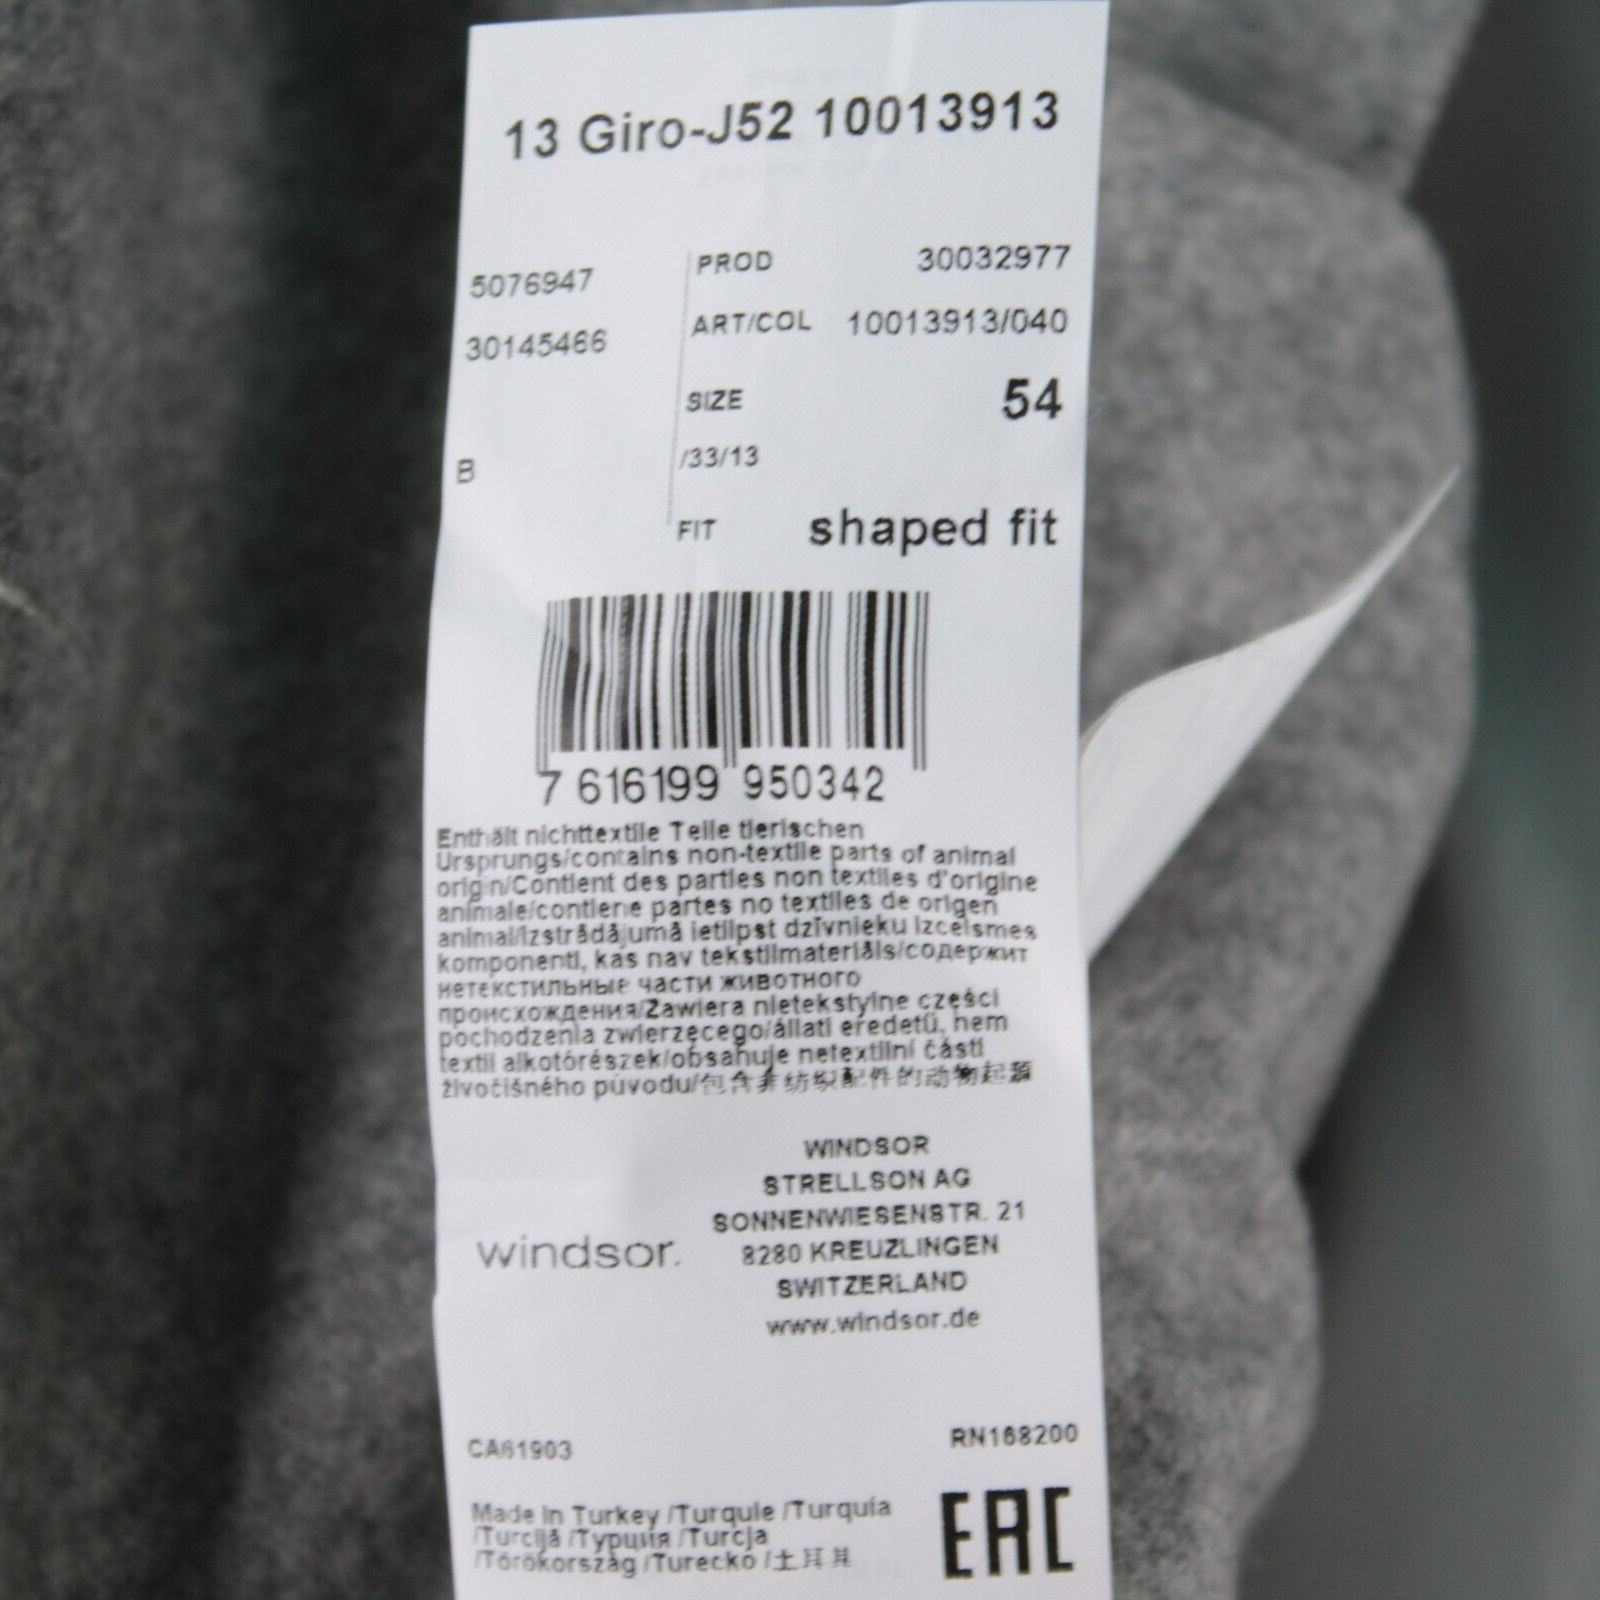 13 Giro-J52 10013913
5076947
30145466
B
PROD 30032977
ART/COL 10013913/040
SIZE 54
/33/13
FIT shaped fit
7 616199 950342
Enthält nichttextile Teile tierischen
Ursprungs/contains non-textile parts of animal
origin/Contient des parties non textiles d'origine
animale/contiene partes no textiles de origen
animal/Izstrādājumā ietilpst dzīvnieku izcelsmes
komponenti, kas nav tekstilmateriāls/содержит
нетекстильные части животного
происхождения/Zawiera nietekstylne części
pochodzenia zwierzęcego/állati eredetű, nem
textil alkotórészek/obsahuje netextilní části
živočišného původu/包含非纺织配件的动物起源
windsor.
WINDSOR
STRELLSON AG
SONNENWIESENSTR. 21
8280 KREUZLINGEN
SWITZERLAND
www.windsor.de
CA61903
RN168200
Made in Turkey /Turquie /Turquía
/Turcijā /Турция /Turcja
/Törökország /Turecko /土耳其
EAC